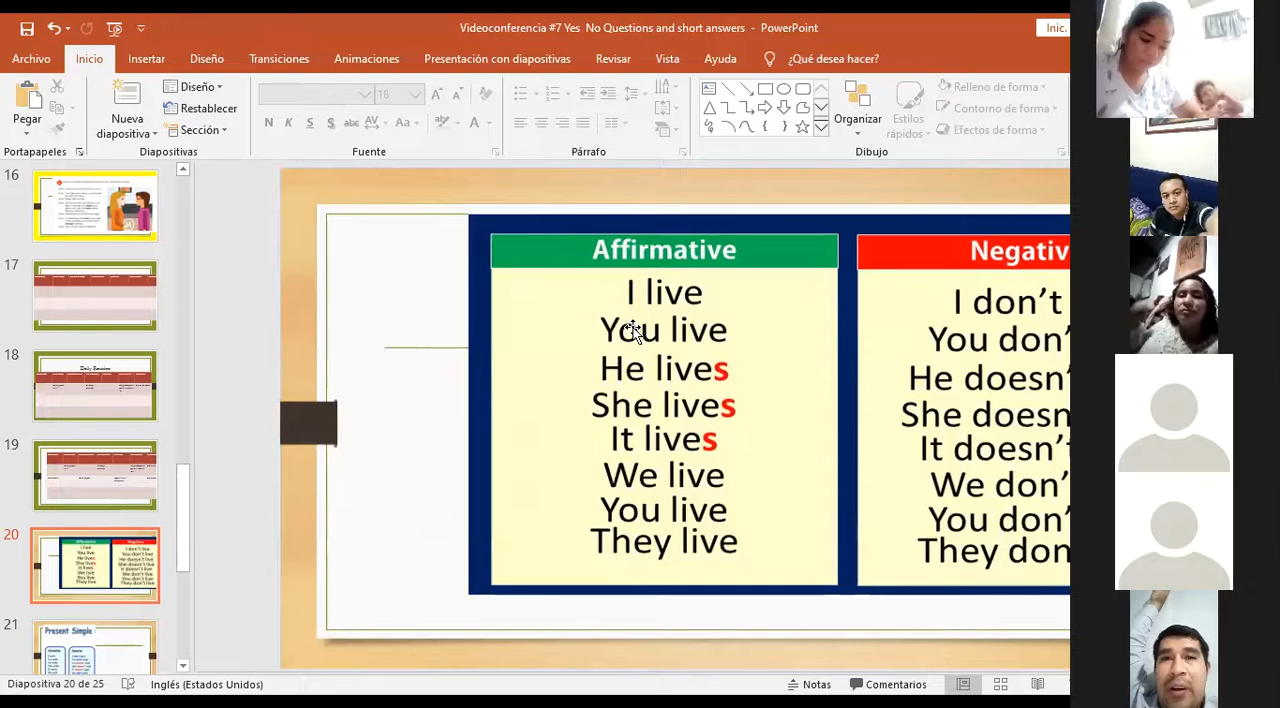 Videoconferencia #7 Yes No Questions and short answers - PowerPoint
Inic.
Archivo Inicio Insertar Diseño Transiciones Animaciones Presentación con diapositivas Revisar Vista Ayuda ¿Qué desea hacer?
Pegar
Nueva diapositiva
Diseño
Restablecer
Sección
18
N K S S abc AV Aa A
Organizar
Estilos rápidos
Relleno de forma
Contorno de forma
Efectos de forma
Portapapeles Diapositivas Fuente Párrafo Dibujo
16
17
18
Daily Routine
19
20
21
Present Simple
Affirmative
I live
You live
He lives
She lives
It lives
We live
You live
They live
Negativ
I don't
You don'
He doesn'
She doesn
It doesn't
We don'
You don'
They don
Diapositiva 20 de 25 Inglés (Estados Unidos) Notas Comentarios